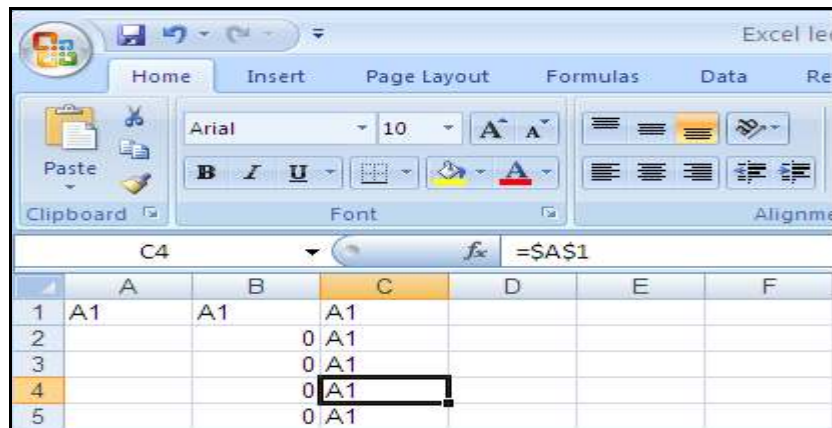 Excel le
Home Insert Page Layout Formulas Data Re
Arial 10 A A
Paste B I U A
Clipboard Font Alignme
C4 fx =$A$1
A B C D E F
1 A1 A1 A1
2 0 A1
3 0 A1
4 0 A1
5 0 A1